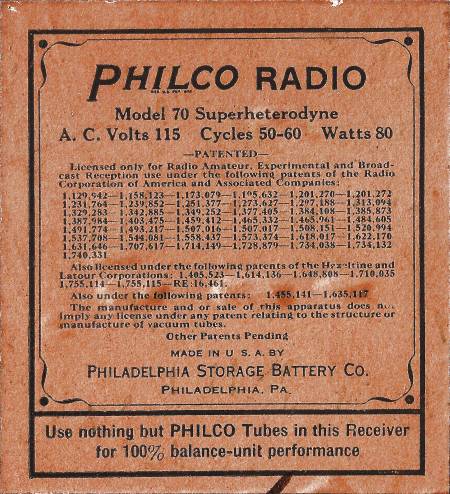 PHILCO RADIO
Model 70 Superheterodyne
A. C. Volts 115 Cycles 50-60 Watts 80
—PATENTED—
Licensed only for Radio Amateur, Experimental and Broad-
cast Reception use under the following patents of the Radio
Corporation of America and Associated Companies:
1,129,942—1,158,123—1,173,079—1,195,632—1,201,270—1,201,272
1,231,764—1,239,852—1,251,377—1,273,627—1,297,188—1,313,094
1,329,283—1,342,885—1,349,252—1,377,405—1,384,108—1,385,873
1,387,984—1,403,475—1,459,412—1,465,332—1,465,961—1,484,605
1,491,774—1,493,217—1,507,016—1,507,017—1,508,151—1,520,994
1,537,708—1,544,081—1,558,437—1,573,374—1,618,017—1,622,170
1,631,646—1,707,617—1,714,149—1,728,879—1,734,038—1,734,132
1,740,331
Also licensed under the following patents of the Hazeltine and
Latour Corporations: 1,405,523—1,614,136—1,648,808—1,710,035
1,755,114—1,755,115—RE:16,461.
Also under the following patents: 1,455,141—1,635,117
The manufacture and or sale of this apparatus does
imply any license under any patent relating to the structure or
manufacture of vacuum tubes.
Other Patents Pending
MADE IN U S. A. BY
PHILADELPHIA STORAGE BATTERY CO.
PHILADELPHIA, PA.
Use nothing but PHILCO Tubes in this Receiver
for 100% balance-unit performance